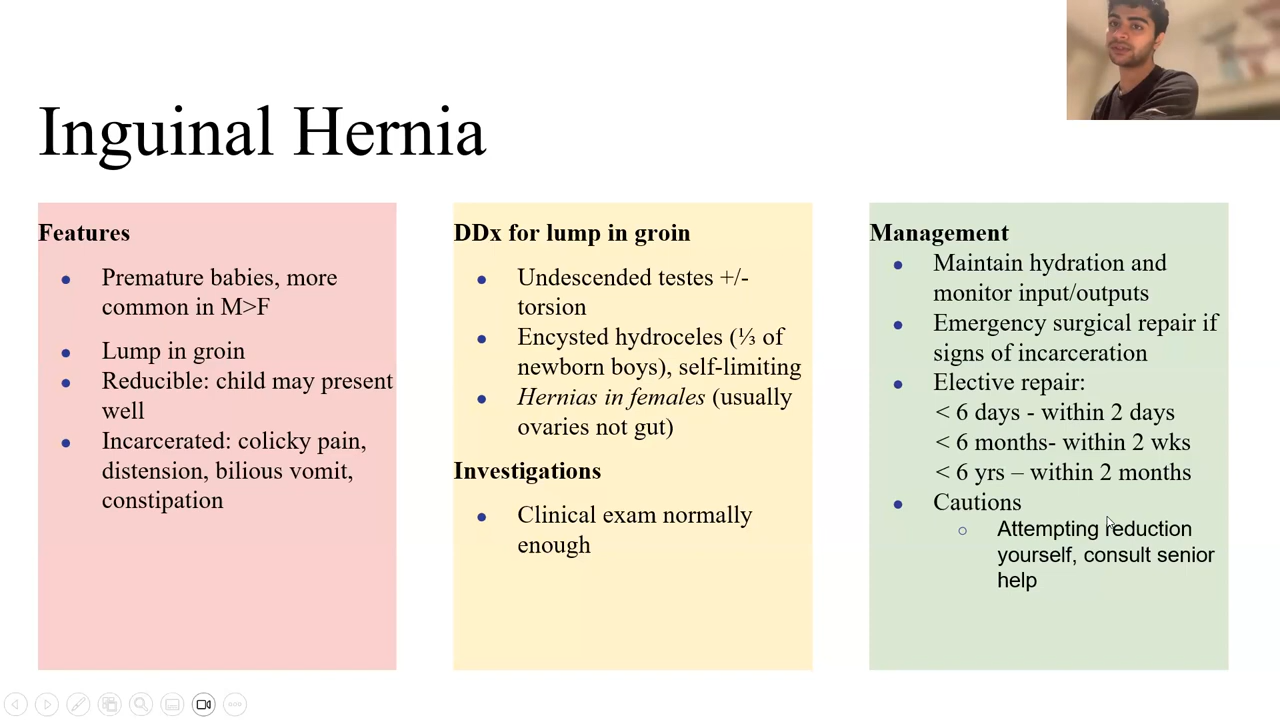 Inguinal Hernia
Features
Premature babies, more
common in M>F
Lump in groin
Reducible: child may present
well
Incarcerated: colicky pain,
distension, bilious vomit,
constipation
DDx for lump in groin
Undescended testes +/-
torsion
Encysted hydroceles (⅓ of
newborn boys), self-limiting
Hernias in females (usually
ovaries not gut)
Investigations
Clinical exam normally
enough
Management
Maintain hydration and
monitor input/outputs
Emergency surgical repair if
signs of incarceration
Elective repair:
< 6 days - within 2 days
< 6 months- within 2 wks
< 6 yrs – within 2 months
Cautions
Attempting reduction
yourself, consult senior
help